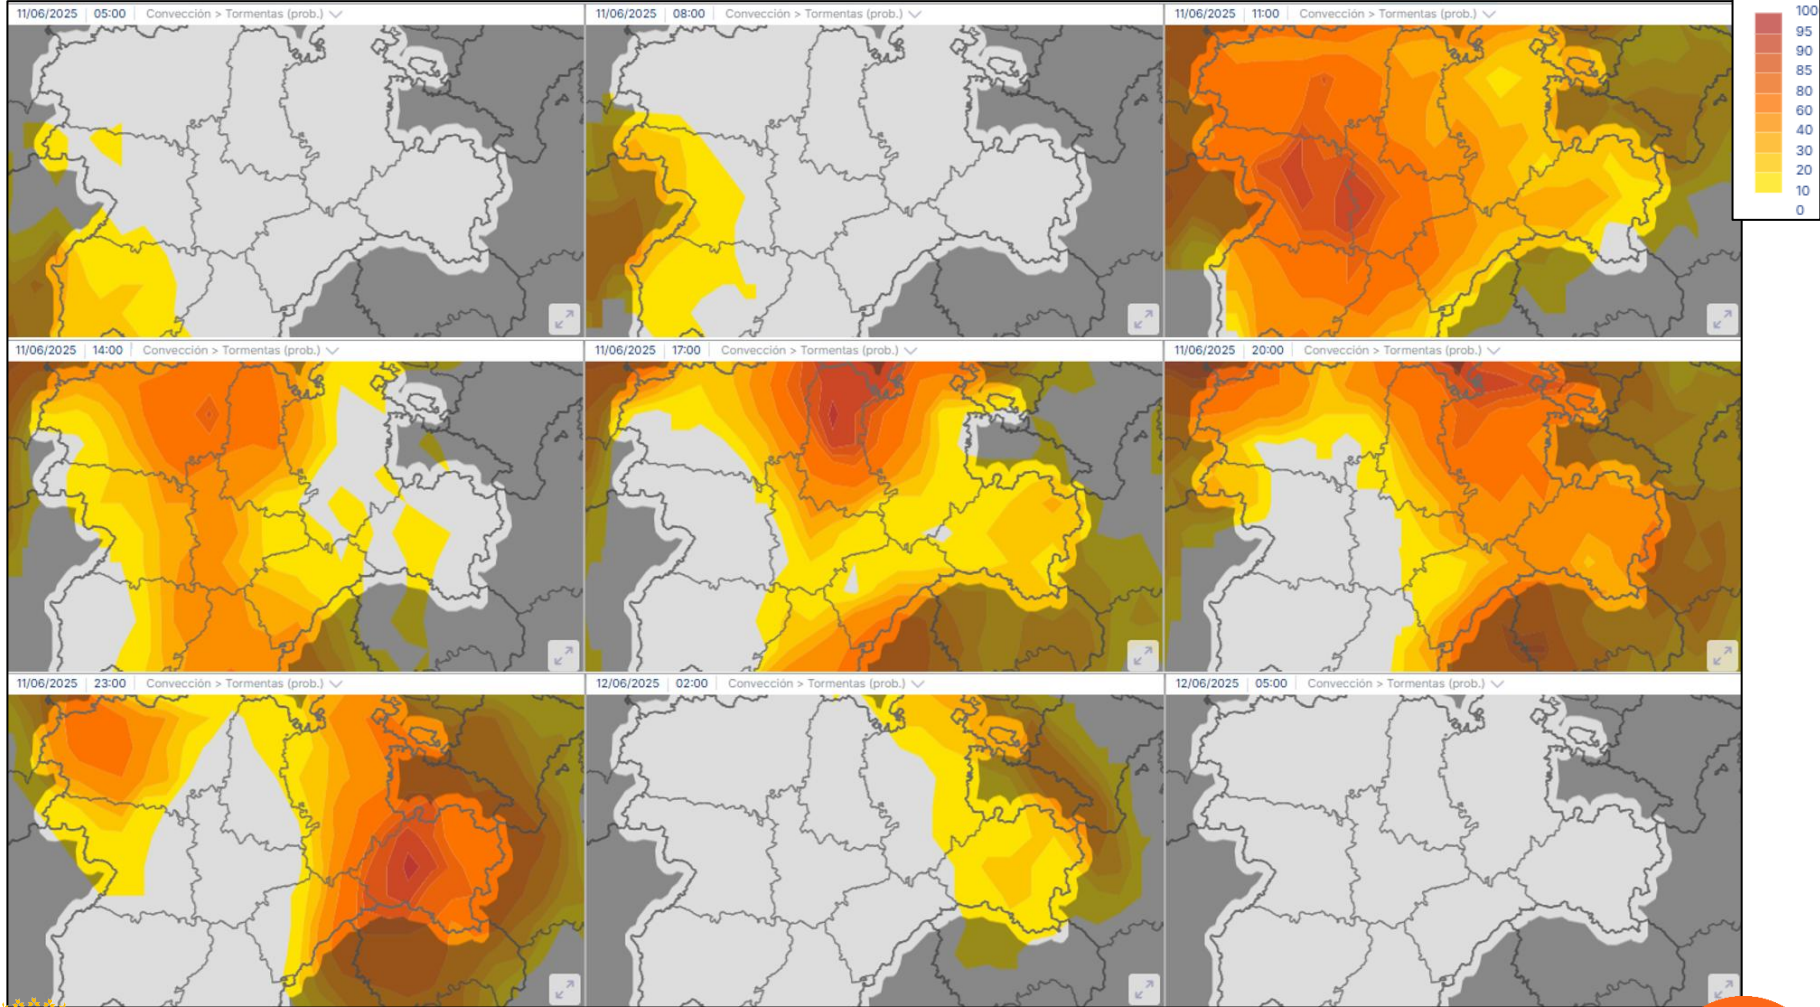 11/06/2025 05:00 Convección > Tormentas (prob.)
11/06/2025 08:00 Convección > Tormentas (prob.)
11/06/2025 11:00 Convección > Tormentas (prob.)
100
95
90
85
80
60
40
30
20
10
0
11/06/2025 14:00 Convección > Tormentas (prob.)
11/06/2025 17:00 Convección > Tormentas (prob.)
11/06/2025 20:00 Convección > Tormentas (prob.)
11/06/2025 23:00 Convección > Tormentas (prob.)
12/06/2025 02:00 Convección > Tormentas (prob.)
12/06/2025 05:00 Convección > Tormentas (prob.)